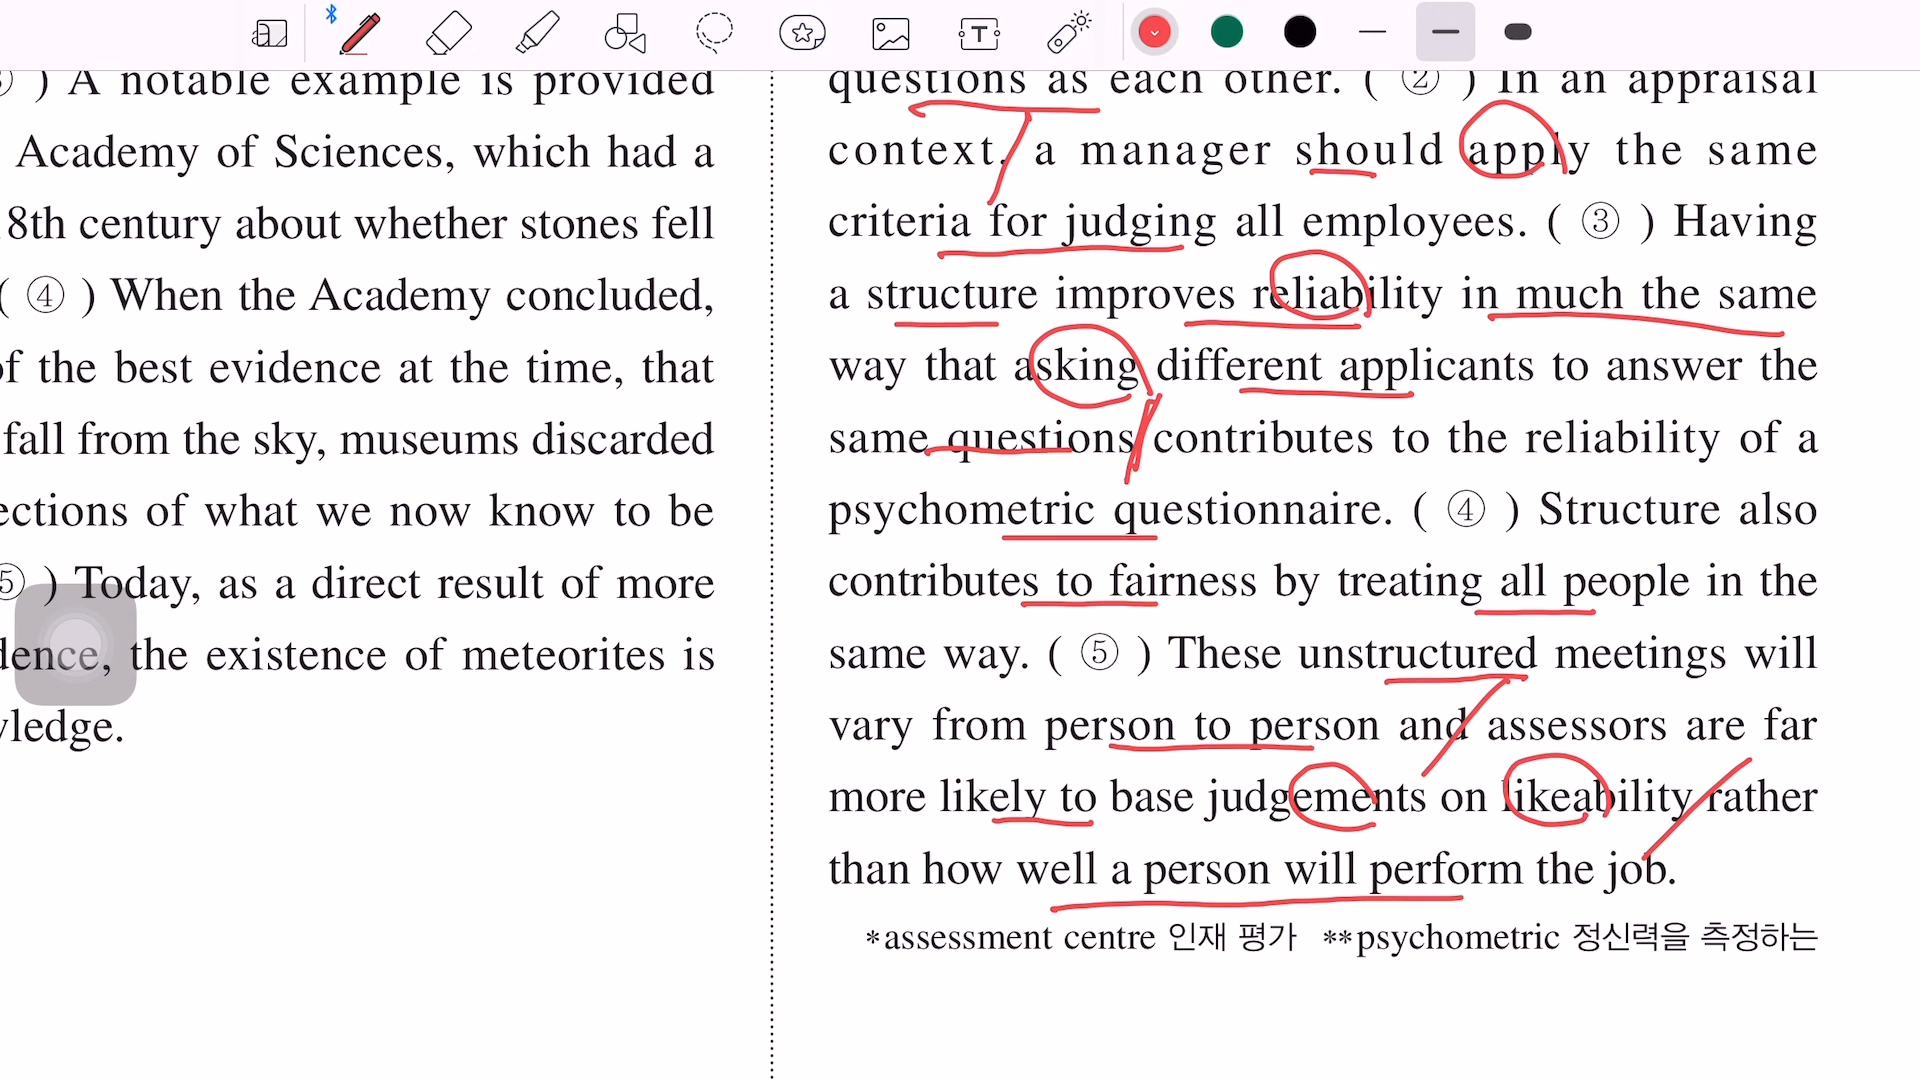 ) A notable example is provided
Academy of Sciences, which had a
8th century about whether stones fell
( ④ ) When the Academy concluded,
of the best evidence at the time, that
fall from the sky, museums discarded
ections of what we now know to be
⑤ ) Today, as a direct result of more
dence, the existence of meteorites is
wledge.
questions as each other. ( ② ) In an appraisal
context, a manager should apply the same
criteria for judging all employees. ( ③ ) Having
a structure improves reliability in much the same
way that asking different applicants to answer the
same questions contributes to the reliability of a
psychometric questionnaire. ( ④ ) Structure also
contributes to fairness by treating all people in the
same way. ( ⑤ ) These unstructured meetings will
vary from person to person and assessors are far
more likely to base judgements on likeability rather
than how well a person will perform the job.
*assessment centre 인재 평가 **psychometric 정신력을 측정하는